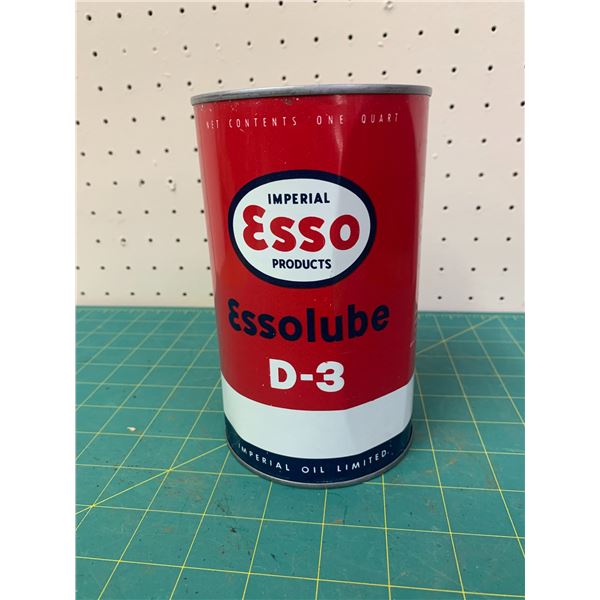 NET CONTENTS ONE QUART
IMPERIAL
Esso
PRODUCTS
Essolube
D-3
IMPERIAL OIL LIMITED